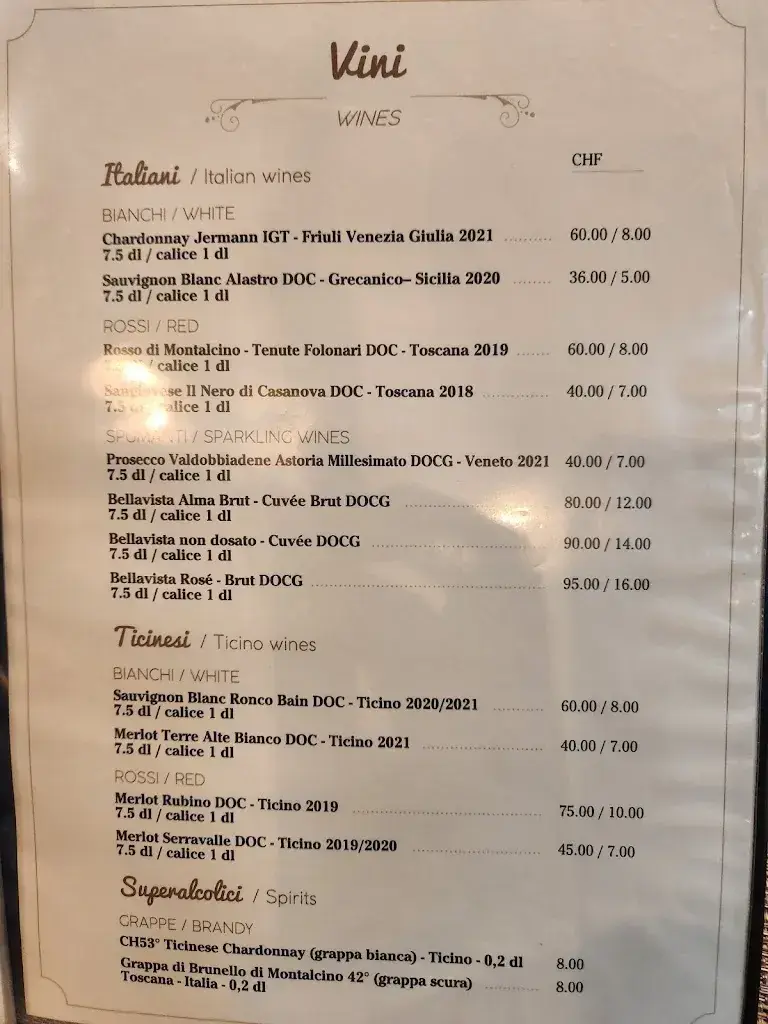 Vini
WINES
CHF
Italiani / Italian wines
BIANCHI / WHITE
Chardonnay Jermann IGT - Friuli Venezia Giulia 2021 .......... 60.00 / 8.00
7.5 dl / calice 1 dl
Sauvignon Blanc Alastro DOC - Grecanico– Sicilia 2020 ........ 36.00 / 5.00
7.5 dl / calice 1 dl
ROSSI / RED
Rosso di Montalcino - Tenute Folonari DOC - Toscana 2019 ....... 60.00 / 8.00
7.5 dl / calice 1 dl
Sangiovese Il Nero di Casanova DOC - Toscana 2018 .............. 40.00 / 7.00
7.5 dl / calice 1 dl
SPUMANTI / SPARKLING WINES
Prosecco Valdobbiadene Astoria Millesimato DOCG - Veneto 2021 40.00 / 7.00
7.5 dl / calice 1 dl
Bellavista Alma Brut - Cuvée Brut DOCG .............................. 80.00 / 12.00
7.5 dl / calice 1 dl
Bellavista non dosato - Cuvée DOCG ..................................... 90.00 / 14.00
7.5 dl / calice 1 dl
Bellavista Rosé - Brut DOCG .................................................. 95.00 / 16.00
7.5 dl / calice 1 dl
Ticinesi / Ticino wines
BIANCHI / WHITE
Sauvignon Blanc Ronco Bain DOC - Ticino 2020/2021 ........... 60.00 / 8.00
7.5 dl / calice 1 dl
Merlot Terre Alte Bianco DOC - Ticino 2021 .......................... 40.00 / 7.00
7.5 dl / calice 1 dl
ROSSI / RED
Merlot Rubino DOC - Ticino 2019 ......................................... 75.00 / 10.00
7.5 dl / calice 1 dl
Merlot Serravalle DOC - Ticino 2019/2020 ............................ 45.00 / 7.00
7.5 dl / calice 1 dl
Superalcolici / Spirits
GRAPPE / BRANDY
CH53° Ticinese Chardonnay (grappa bianca) - Ticino - 0,2 dl 8.00
Grappa di Brunello di Montalcino 42° (grappa scura) ............ 8.00
Toscana - Italia - 0,2 dl